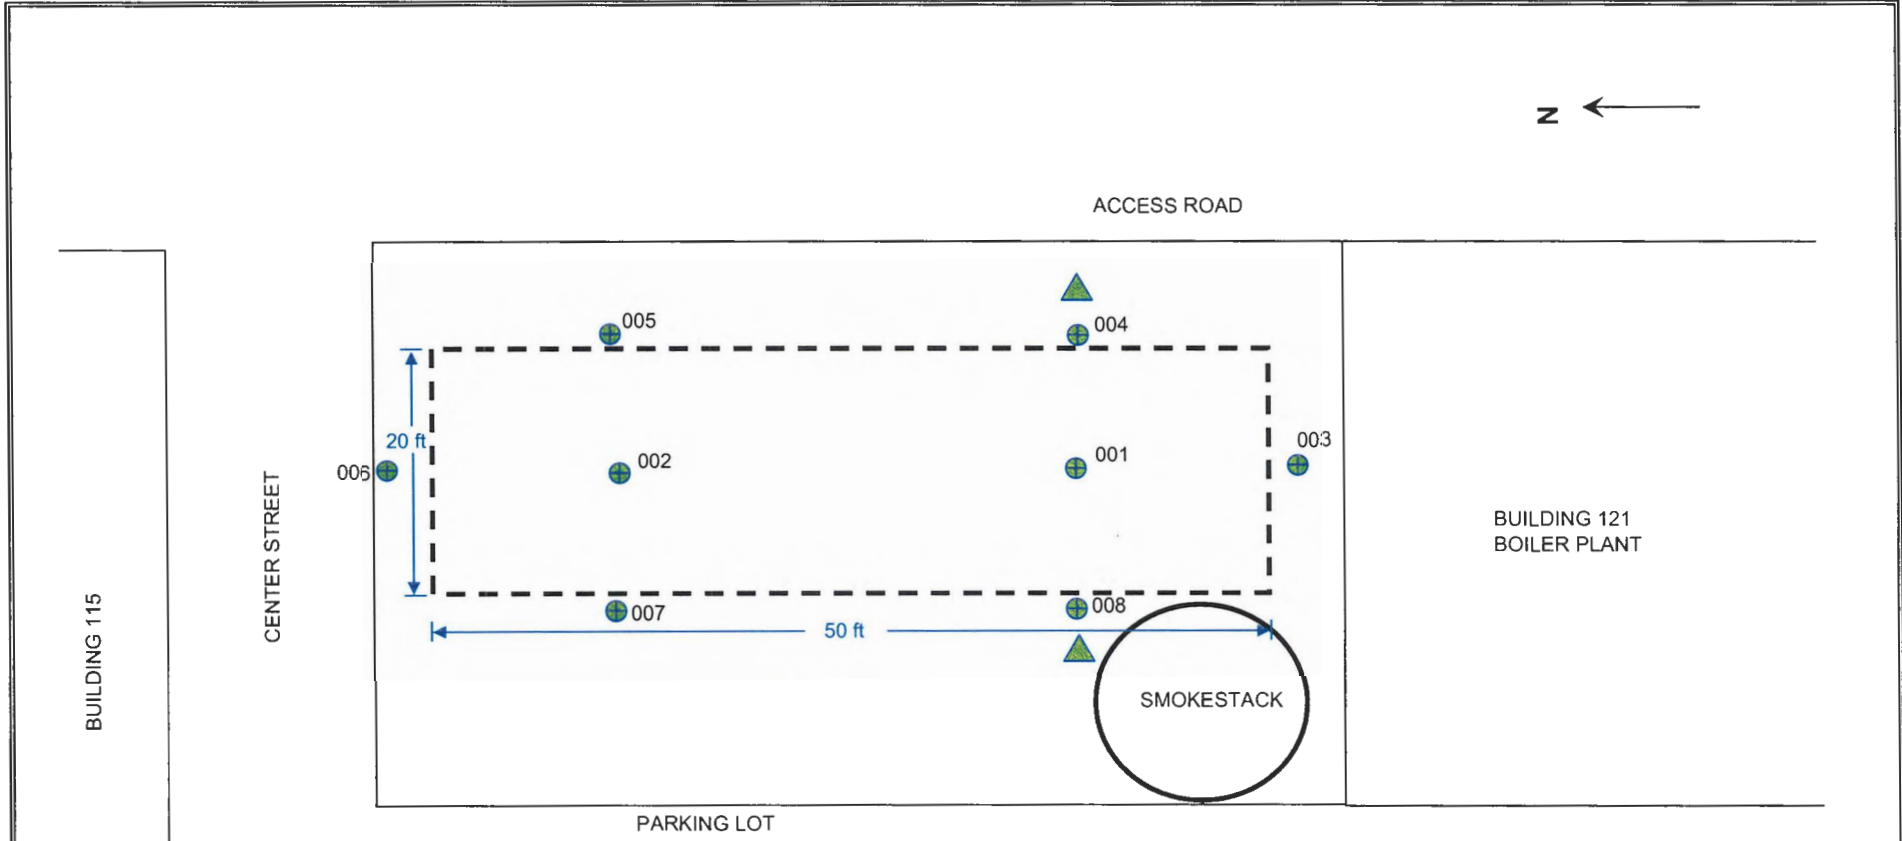 N
ACCESS ROAD
005
004
20 ft
003
006
002
001
CENTER STREET
BUILDING 121
BOILER PLANT
BUILDING 115
007
008
50 ft
SMOKESTACK
PARKING LOT